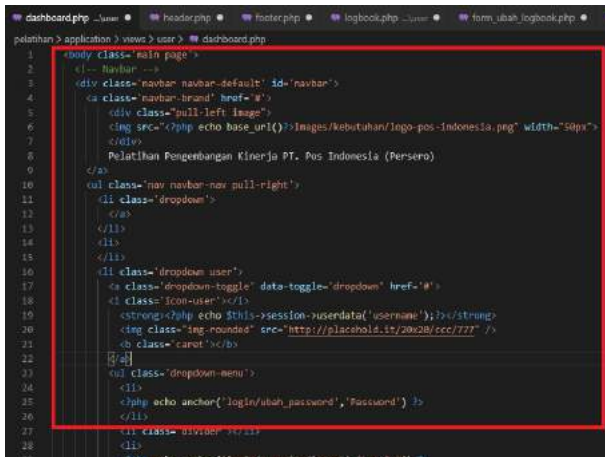 dashboard.php ...\user ● header.php ● footer.php ● logbook.php ...\user ● form_ubah_logbook.php ●
pelatihan > application > views > user > dashboard.php
1 <body class='main page'>
2 <!-- Navbar -->
3 <div class='navbar navbar-default' id='navbar'>
4 <a class='navbar-brand' href='#'>
5 <div class="pull-left image">
6 <img src="<?php echo base_url()?>Images/kebutuhan/logo-pos-indonesia.png" width="50px">
7 </div>
8 Pelatihan Pengembangan Kinerja PT. Pos Indonesia (Persero)
9 </a>
10 <ul class='nav navbar-nav pull-right'>
11 <li class='dropdown'>
12 </a>
13 </li>
14 <li>
15 </li>
16 <li class='dropdown user'>
17 <a class='dropdown-toggle' data-toggle='dropdown' href='#'>
18 <i class='icon-user'></i>
19 <strong><?php echo $this->session->userdata('username');?></strong>
20 <img class="img-rounded" src="http://placehold.it/20x20/ccc/777" />
21 <b class='caret'></b>
22 </a>
23 <ul class='dropdown-menu'>
24 <li>
25 <?php echo anchor('login/ubah_password','Password') ?>
26 </li>
27 <li class='divider'></li>
28 <li>